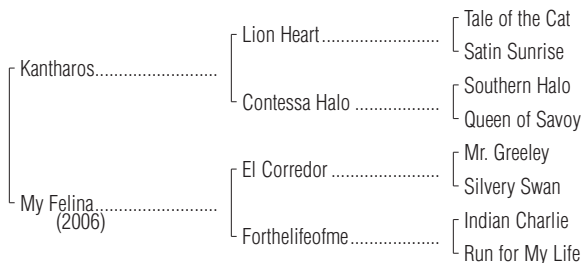 Tale of the Cat
Lion Heart........................
Satin Sunrise
Kantharos.........................
Southern Halo
Contessa Halo .................
Queen of Savoy
Mr. Greeley
El Corredor ......................
Silvery Swan
My Felina.........................
(2006)
Indian Charlie
Forthelifeofme..................
Run for My Life